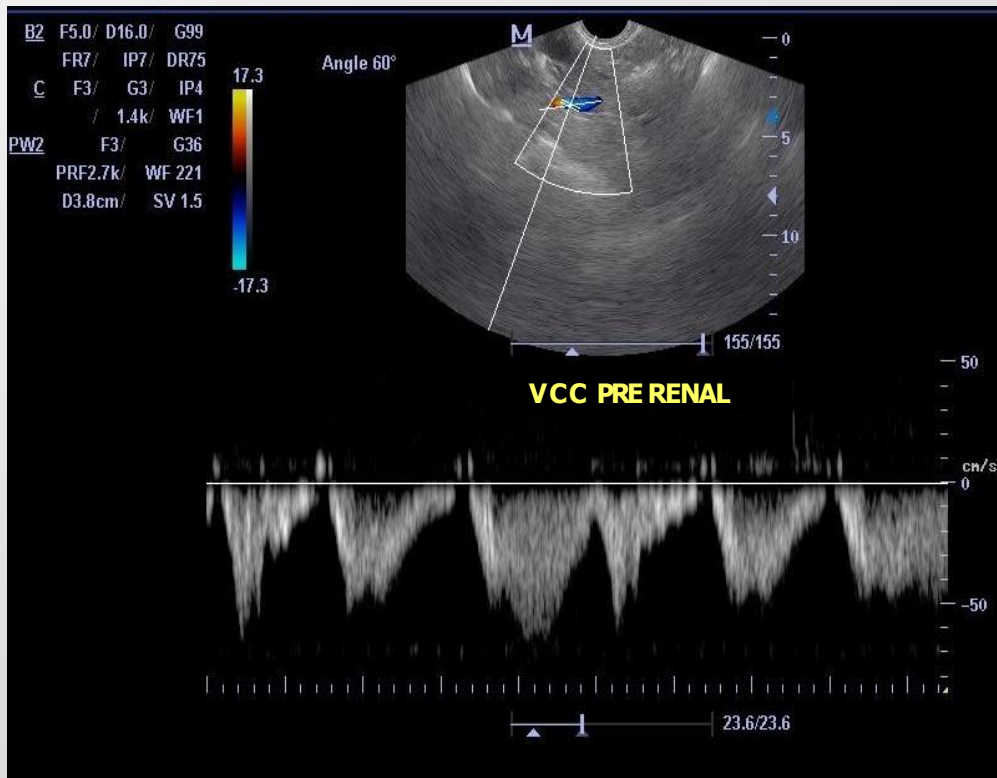 B2 F5.0/ D16.0/ G99
FR7/ IP7/ DR75
C F3/ G3/ IP4
/ 1.4k/ WF1
PW2 F3/ G36
PRF2.7k/ WF 221
D3.8cm/ SV 1.5
Angle 60°
17.3
-17.3
M
0
5
10
155/155
VCC PRE RENAL
50
cm/s
0
-50
23.6/23.6